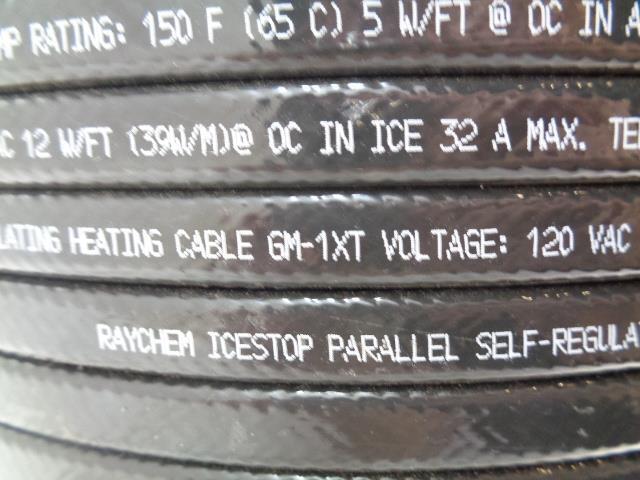 MP RATING: 150 F (65 C) 5 W/FT @ 0C IN A
C 12 W/FT (39W/M)@ 0C IN ICE 32 A MAX. TE
LATING HEATING CABLE GM-1XT VOLTAGE: 120 VAC
RAYCHEM ICESTOP PARALLEL SELF-REGULA